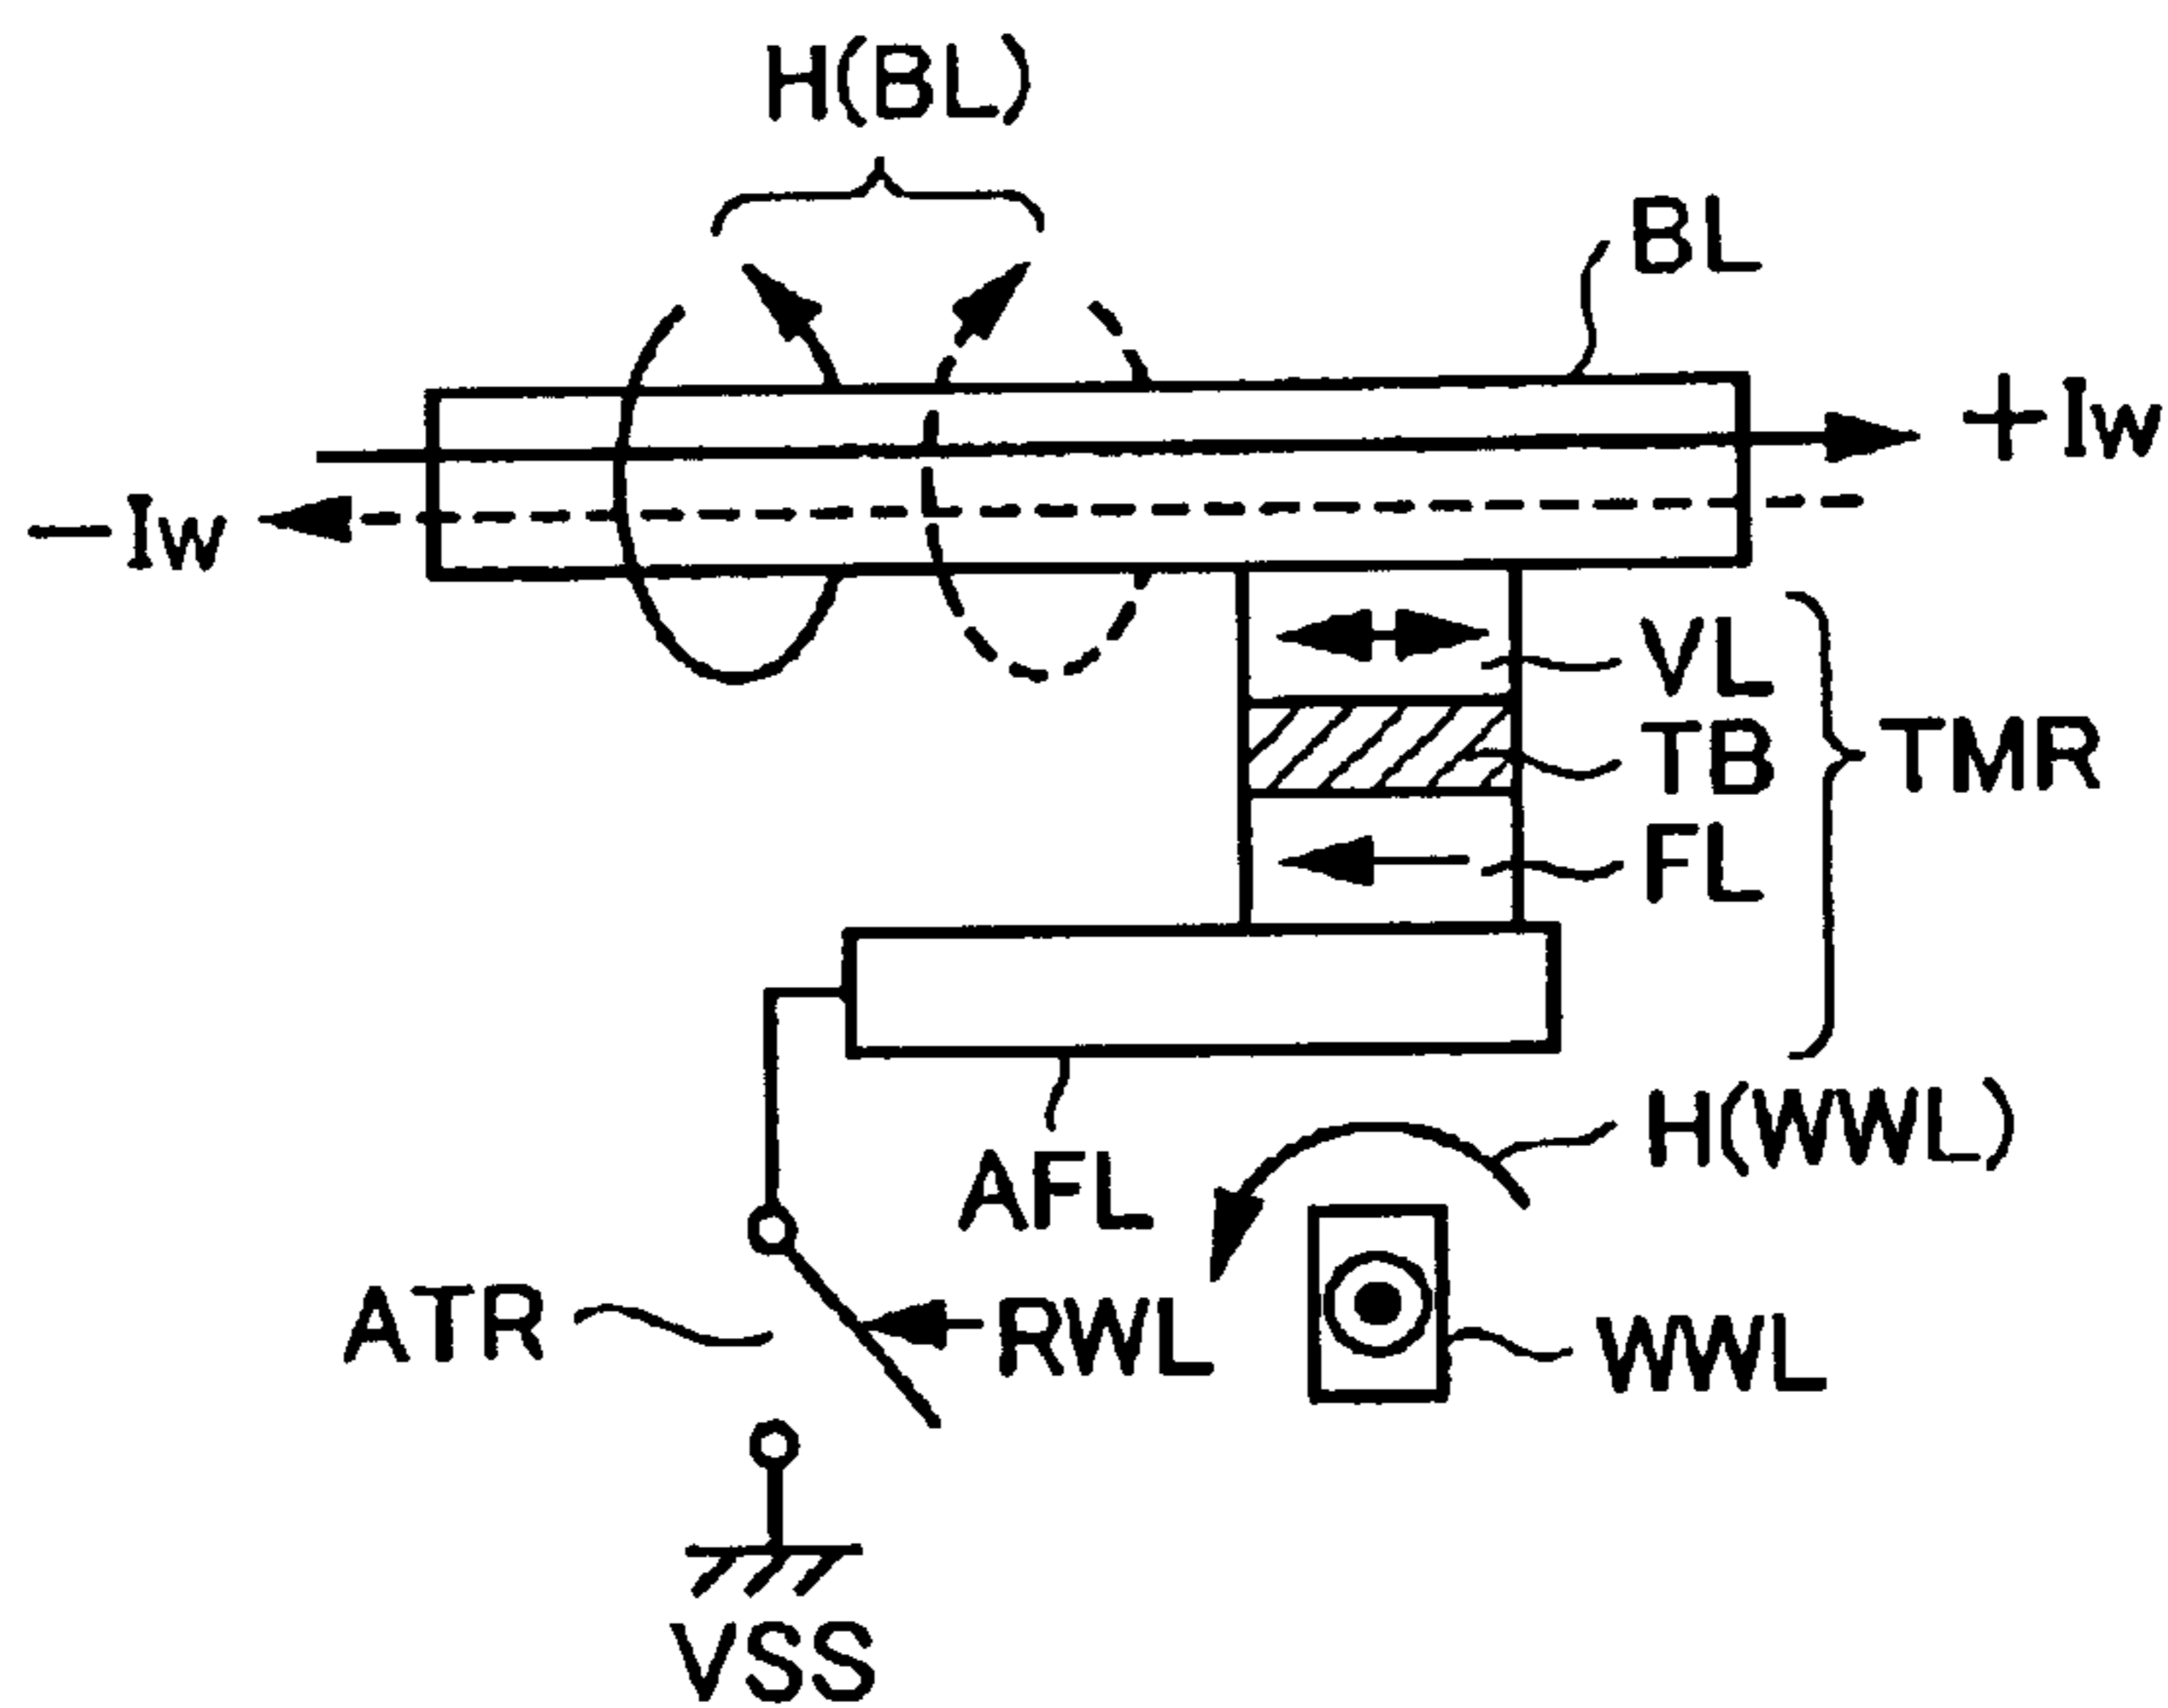 H(BL)
BL
+Iw
−Iw
VL
TB
TMR
FL
H(WWL)
AFL
ATR
RWL
WWL
VSS